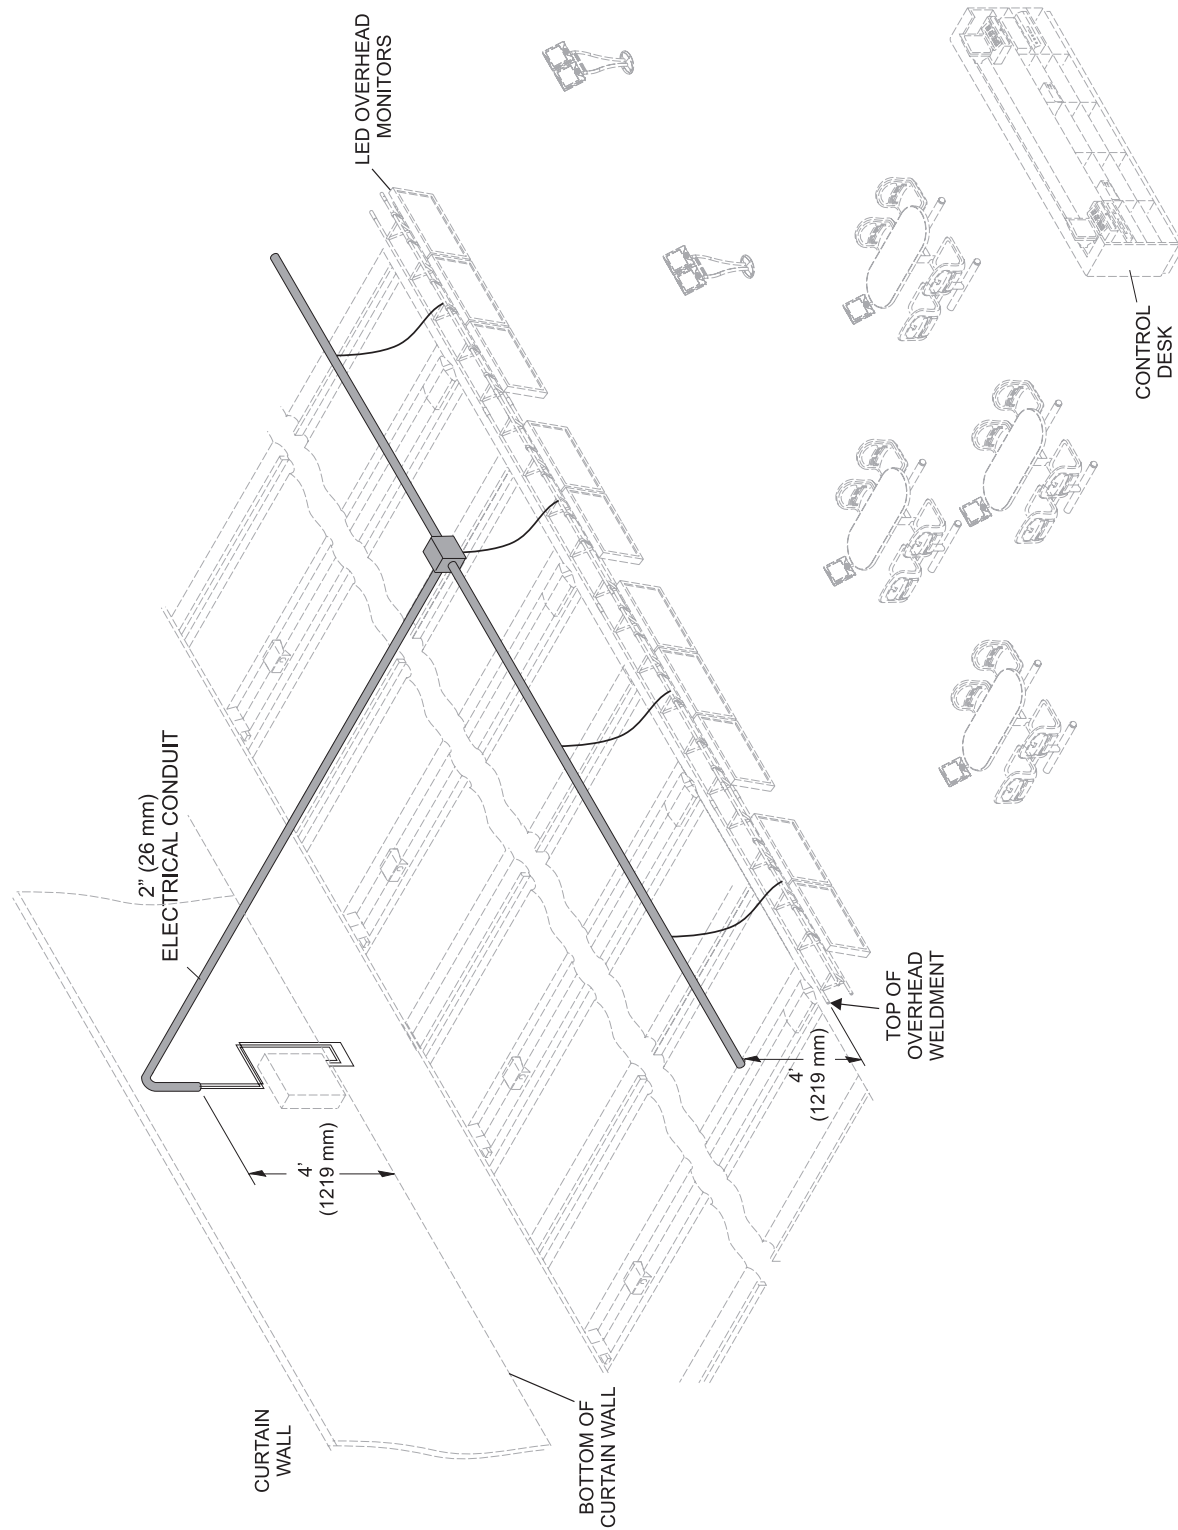 CURTAIN
WALL
BOTTOM OF
CURTAIN WALL
4’
(1219 mm)
2” (26 mm)
ELECTRICAL CONDUIT
4’
(1219 mm)
TOP OF
OVERHEAD
WELDMENT
LED OVERHEAD
MONITORS
CONTROL
DESK